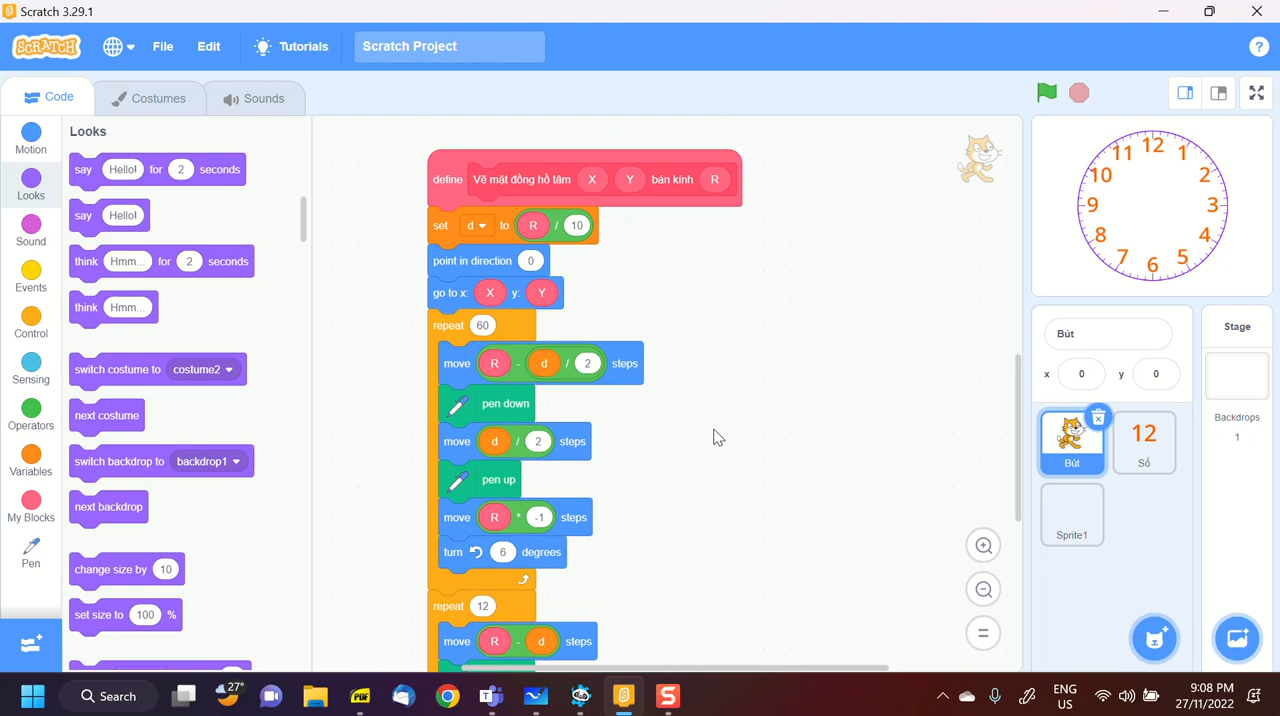 Scratch 3.29.1
SCRATCH File Edit Tutorials Scratch Project ?
Code Costumes Sounds
Motion
Looks
Sound
Events
Control
Sensing
Operators
Variables
My Blocks
Pen
Looks
say Hello! for 2 seconds
say Hello!
think Hmm... for 2 seconds
think Hmm...
switch costume to costume2
next costume
switch backdrop to backdrop1
next backdrop
change size by 10
set size to 100 %
define Vẽ mặt đồng hồ tâm X Y bán kính R
set d to R / 10
point in direction 0
go to x: X y: Y
repeat 60
move R - d / 2 steps
pen down
move d / 2 steps
pen up
move R * -1 steps
turn 6 degrees
repeat 12
move R - d steps
12
11 1
10 2
9 3
8 4
7 5
6
Bút
x 0 y 0
Bút
12
Số
Sprite1
Stage
Backdrops
1
Search
27°
PDF
S
ENG
US
9:08 PM
27/11/2022